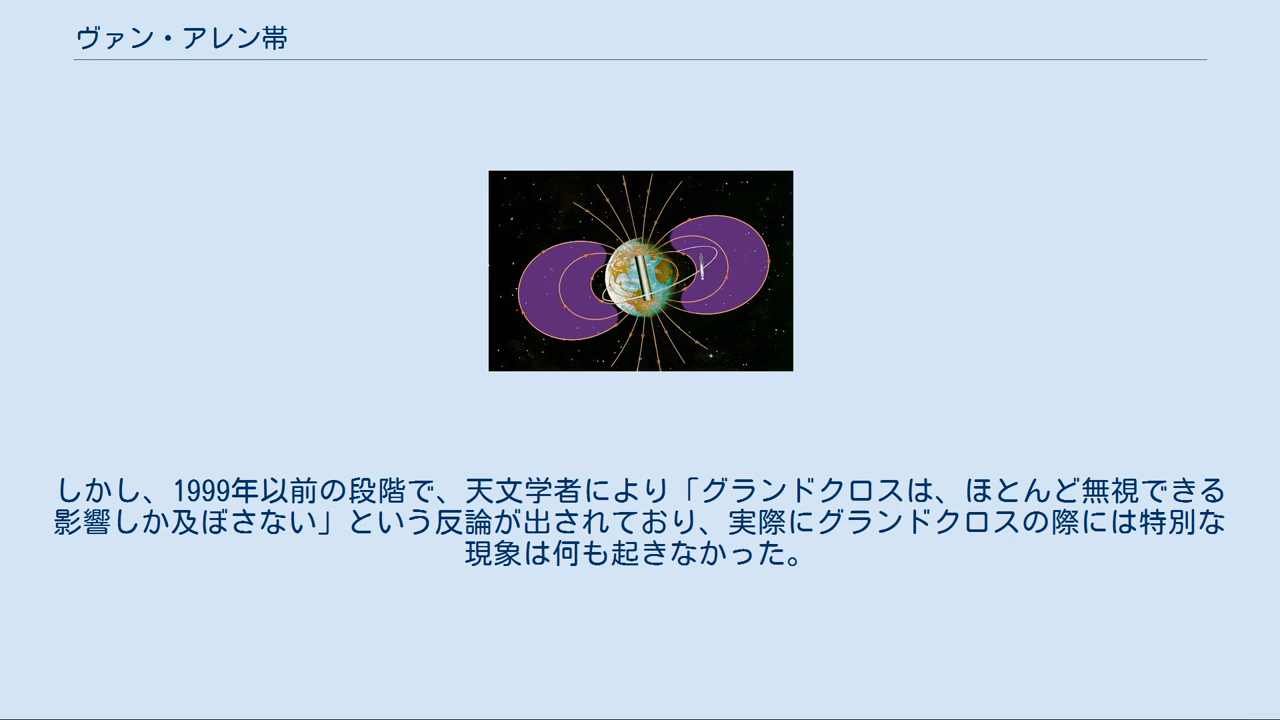 ヴァン・アレン帯
しかし、1999年以前の段階で、天文学者により「グランドクロスは、ほとんど無視できる
影響しか及ぼさない」という反論が出されており、実際にグランドクロスの際には特別な
現象は何も起きなかった。